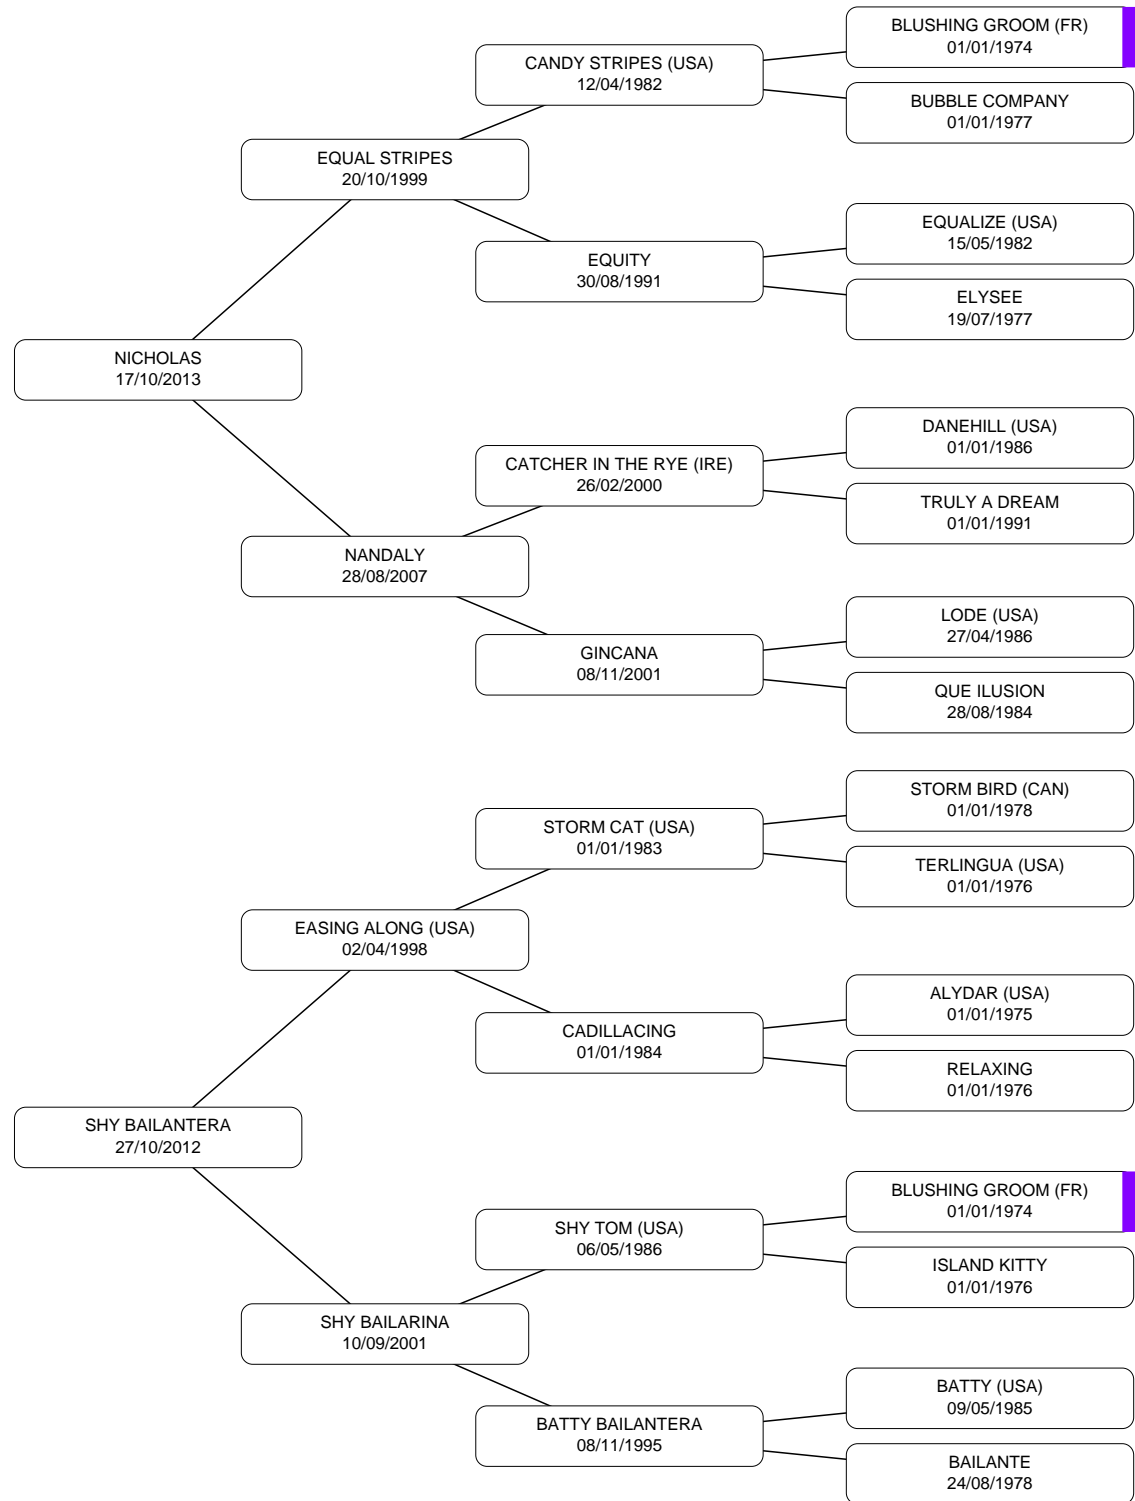 BLUSHING GROOM (FR)
01/01/1974
CANDY STRIPES (USA)
12/04/1982
BUBBLE COMPANY
01/01/1977
EQUAL STRIPES
20/10/1999
EQUALIZE (USA)
15/05/1982
EQUITY
30/08/1991
ELYSEE
19/07/1977
NICHOLAS
17/10/2013
DANEHILL (USA)
01/01/1986
CATCHER IN THE RYE (IRE)
26/02/2000
TRULY A DREAM
01/01/1991
NANDALY
28/08/2007
LODE (USA)
27/04/1986
GINCANA
08/11/2001
QUE ILUSION
28/08/1984
STORM BIRD (CAN)
01/01/1978
STORM CAT (USA)
01/01/1983
TERLINGUA (USA)
01/01/1976
EASING ALONG (USA)
02/04/1998
ALYDAR (USA)
01/01/1975
CADILLACING
01/01/1984
RELAXING
01/01/1976
SHY BAILANTERA
27/10/2012
BLUSHING GROOM (FR)
01/01/1974
SHY TOM (USA)
06/05/1986
ISLAND KITTY
01/01/1976
SHY BAILARINA
10/09/2001
BATTY (USA)
09/05/1985
BATTY BAILANTERA
08/11/1995
BAILANTE
24/08/1978